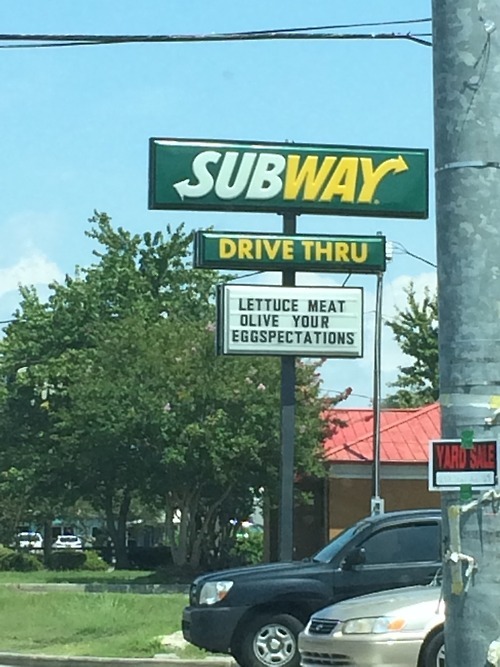 SUBWAY
DRIVE THRU
LETTUCE MEAT
OLIVE YOUR
EGGSPECTATIONS
YARD SALE